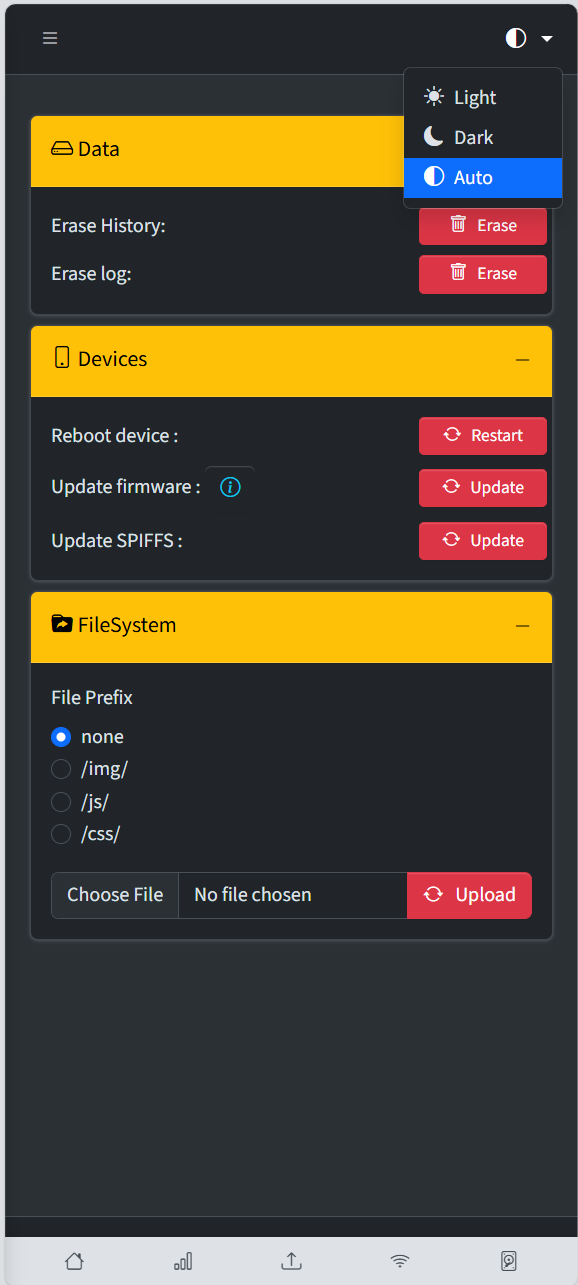 Light
Dark
Auto
Data
Erase History: Erase
Erase log: Erase
Devices
Reboot device : Restart
Update firmware : Update
Update SPIFFS : Update
FileSystem
File Prefix
none
/img/
/js/
/css/
Choose File No file chosen Upload